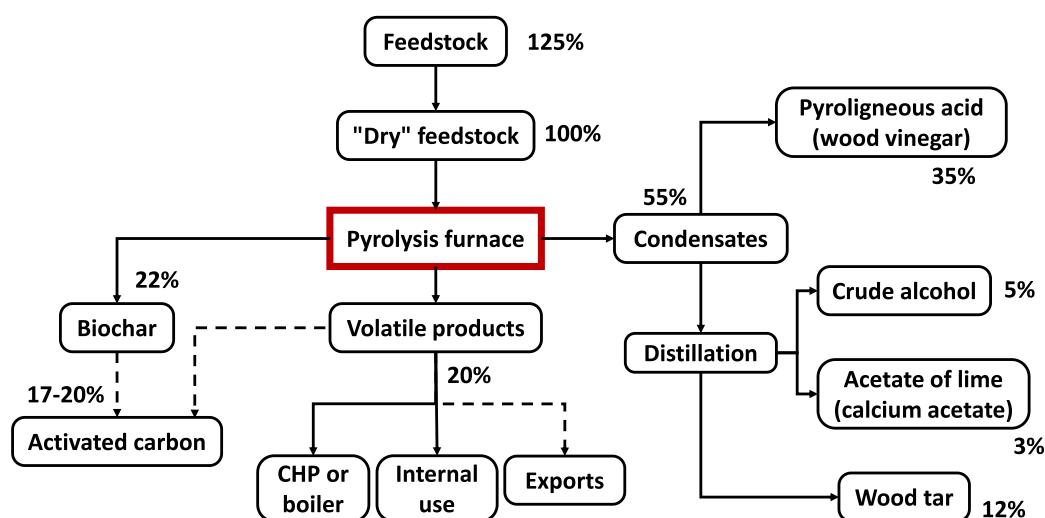 Feedstock
125%
"Dry" feedstock
100%
Pyroligneous acid
(wood vinegar)
35%
55%
Pyrolysis furnace
Condensates
22%
Biochar
Volatile products
Crude alcohol
5%
Distillation
20%
17-20%
Acetate of lime
(calcium acetate)
3%
Activated carbon
CHP or
boiler
Internal
use
Exports
Wood tar
12%